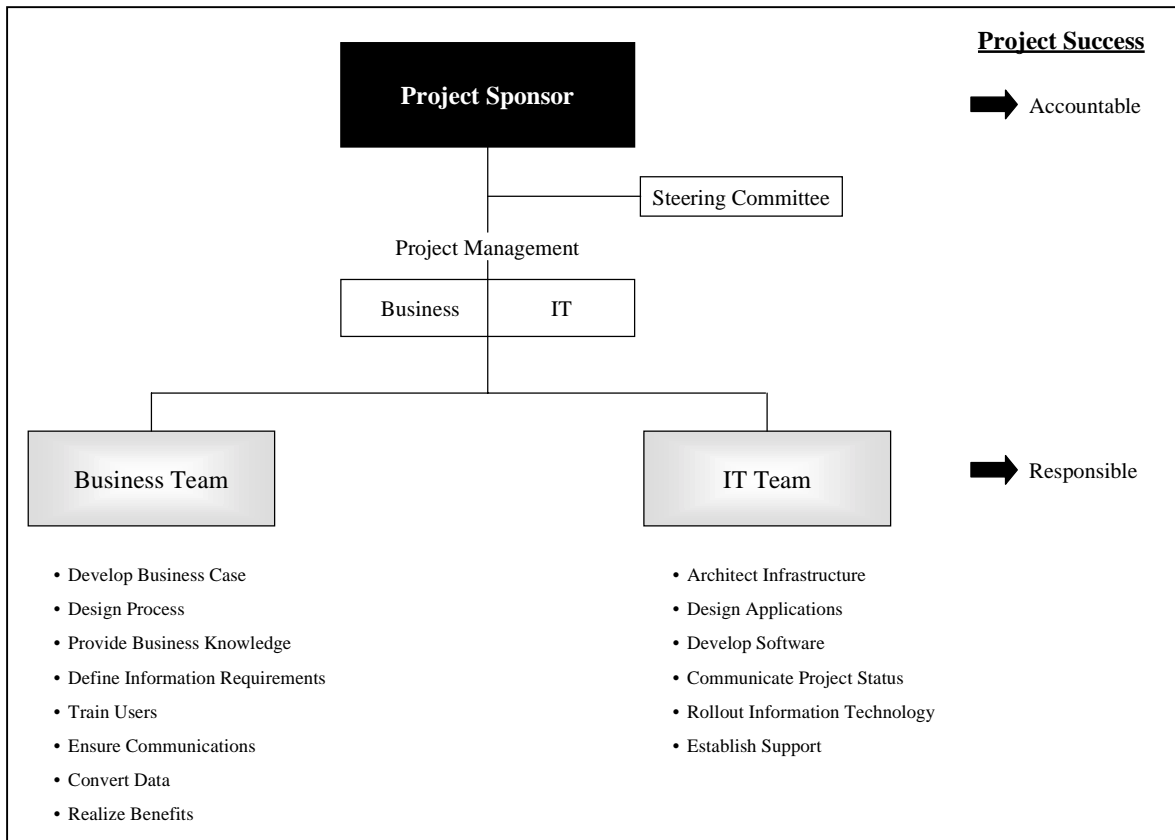 Project Success
Project Sponsor
Accountable
Steering Committee
Project Management
Business
IT
Business Team
IT Team
Responsible
• Develop Business Case
• Design Process
• Provide Business Knowledge
• Define Information Requirements
• Train Users
• Ensure Communications
• Convert Data
• Realize Benefits
• Architect Infrastructure
• Design Applications
• Develop Software
• Communicate Project Status
• Rollout Information Technology
• Establish Support